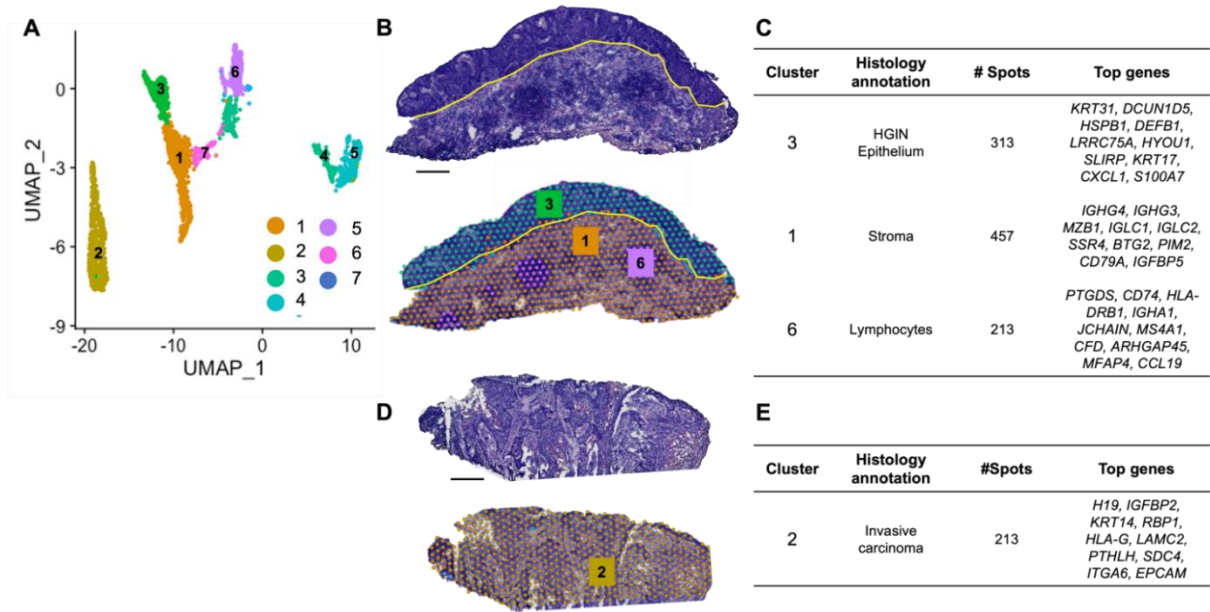 A
UMAP_2
0
-3
-6
-9
-20
-10
0
10
UMAP_1
3
6
1
7
4
5
2
1
2
3
4
5
6
7
B
3
1
6
C
Cluster
Histology
annotation
# Spots
Top genes
3
HGIN
Epithelium
313
KRT31, DCUN1D5,
HSPB1, DEFB1,
LRRC75A, HYOU1,
SLIRP, KRT17,
CXCL1, S100A7
1
Stroma
457
IGHG4, IGHG3,
MZB1, IGLC1, IGLC2,
SSR4, BTG2, PIM2,
CD79A, IGFBP5
6
Lymphocytes
213
PTGDS, CD74, HLA-
DRB1, IGHA1,
JCHAIN, MS4A1,
CFD, ARHGAP45,
MFAP4, CCL19
D
2
E
Cluster
Histology
annotation
#Spots
Top genes
2
Invasive
carcinoma
213
H19, IGFBP2,
KRT14, RBP1,
HLA-G, LAMC2,
PTHLH, SDC4,
ITGA6, EPCAM